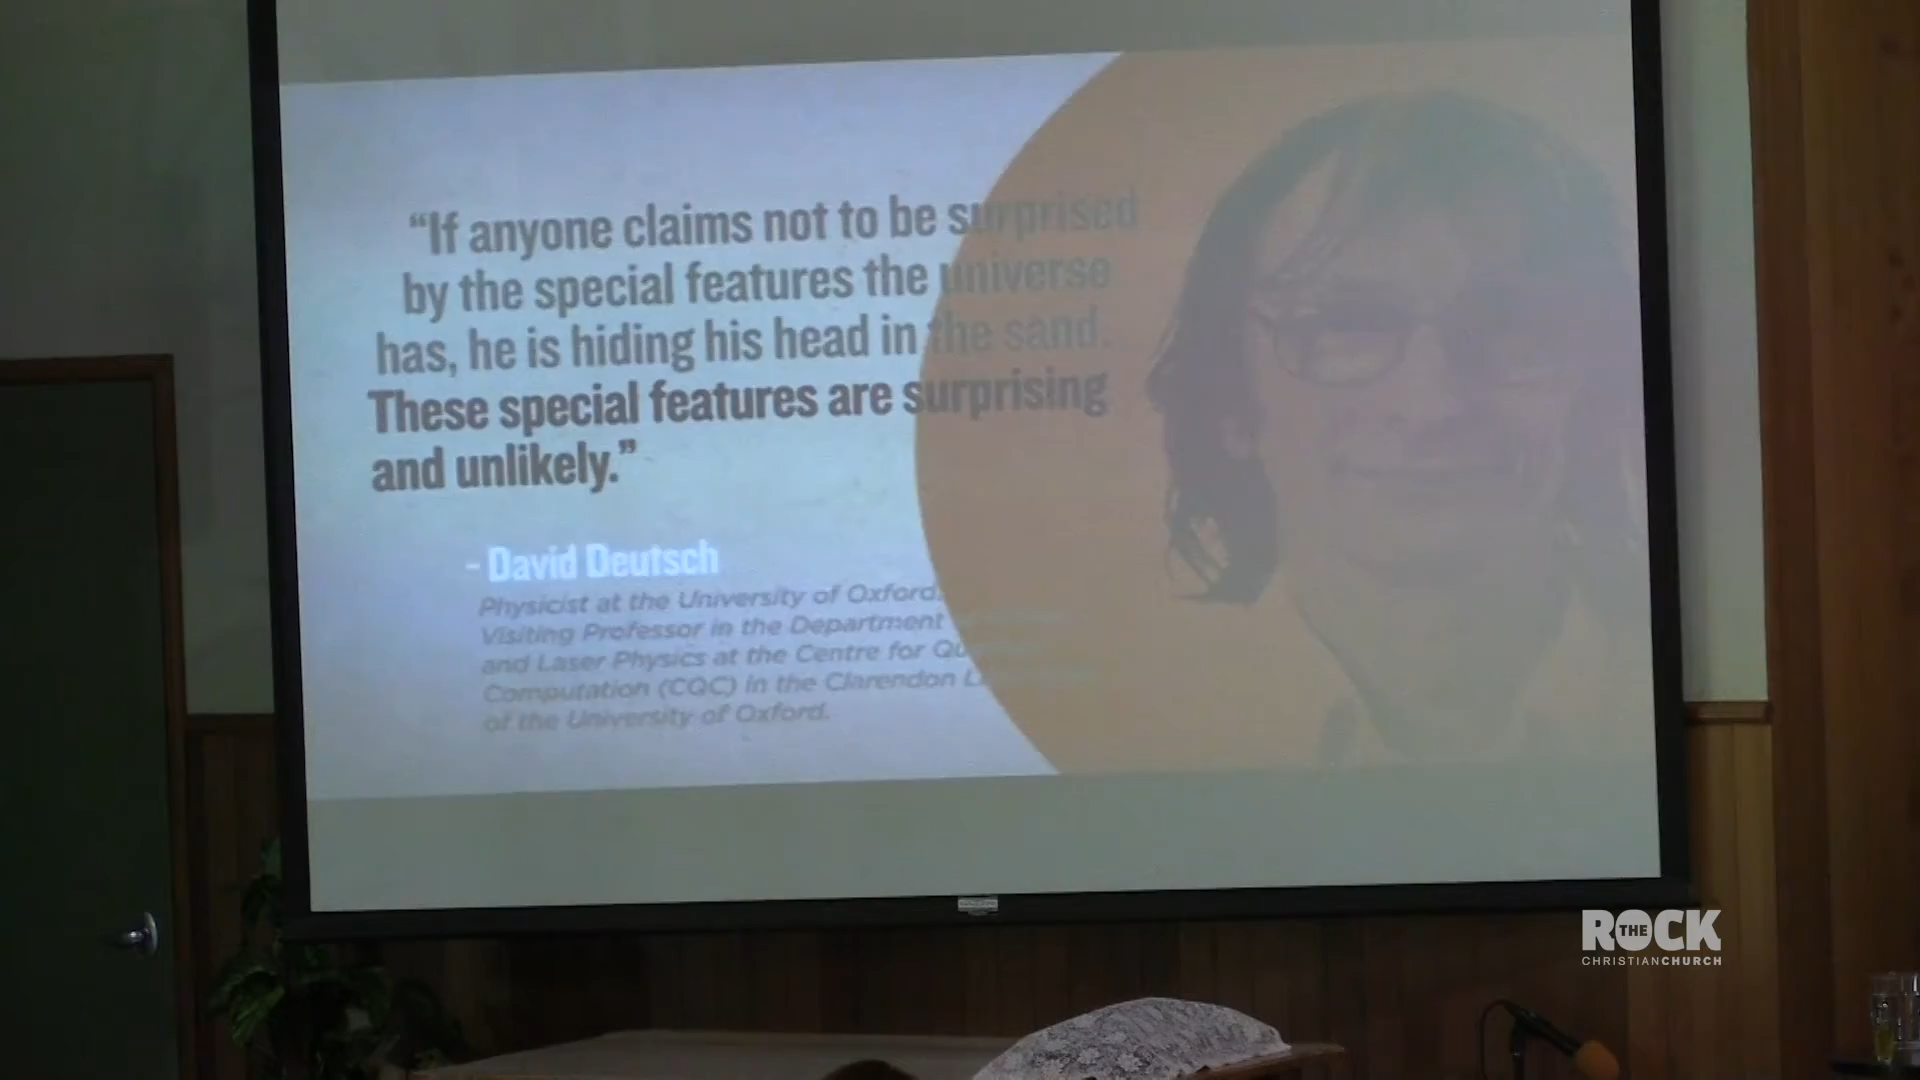 “If anyone claims not to be surprised
by the special features the universe
has, he is hiding his head in the sand.
These special features are surprising
and unlikely.”
- David Deutsch
Physicist at the University of Oxford.
Visiting Professor in the Department
and Laser Physics at the Centre for
Computation (CQC) in the Clarendon
of the University of Oxford.
THE ROCK
CHRISTIANCHURCH